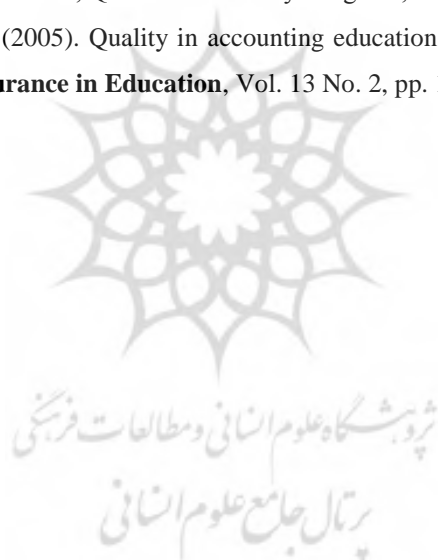 (2005). Quality in accounting education
urance in Education, Vol. 13 No. 2, pp.
پژوهشگاه علوم انسانی و مطالعات فرهنگی
پرتال جامع علوم انسانی